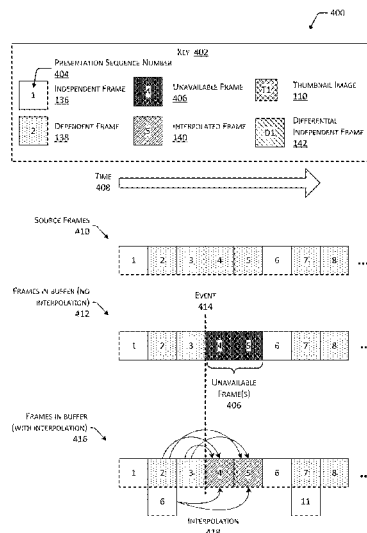 400
KEY 402
PRESENTATION SEQUENCE NUMBER
404
1
INDEPENDENT FRAME
136
4
UNAVAILABLE FRAME
406
T1
THUMBNAIL IMAGE
110
2
DEPENDENT FRAME
138
5
INTERPOLATED FRAME
140
D1
DIFFERENTIAL
INDEPENDENT FRAME
142
TIME
408
SOURCE FRAMES
410
1 2 3 4 5 6 7 8 ...
FRAMES IN BUFFER (NO
INTERPOLATION)
412
EVENT
414
1 2 3 4 5 6 7 8 ...
UNAVAILABLE
FRAME(S)
406
FRAMES IN BUFFER
(WITH INTERPOLATION)
416
1 2 3 4 5 6 7 8 ...
6
11
INTERPOLATION
418